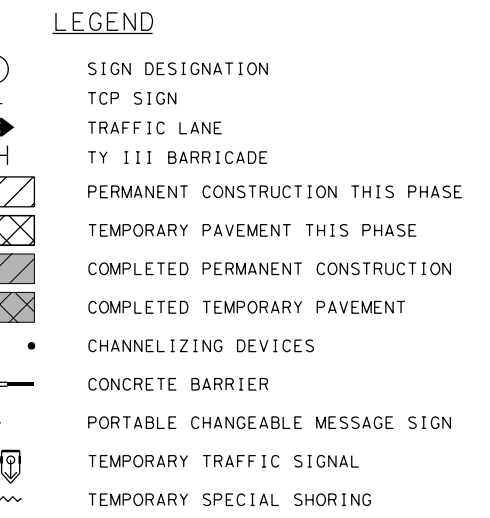 LEGEND
SIGN DESIGNATION
TCP SIGN
TRAFFIC LANE
TY III BARRICADE
PERMANENT CONSTRUCTION THIS PHASE
TEMPORARY PAVEMENT THIS PHASE
COMPLETED PERMANENT CONSTRUCTION
COMPLETED TEMPORARY PAVEMENT
CHANNELIZING DEVICES
CONCRETE BARRIER
PORTABLE CHANGEABLE MESSAGE SIGN
TEMPORARY TRAFFIC SIGNAL
TEMPORARY SPECIAL SHORING